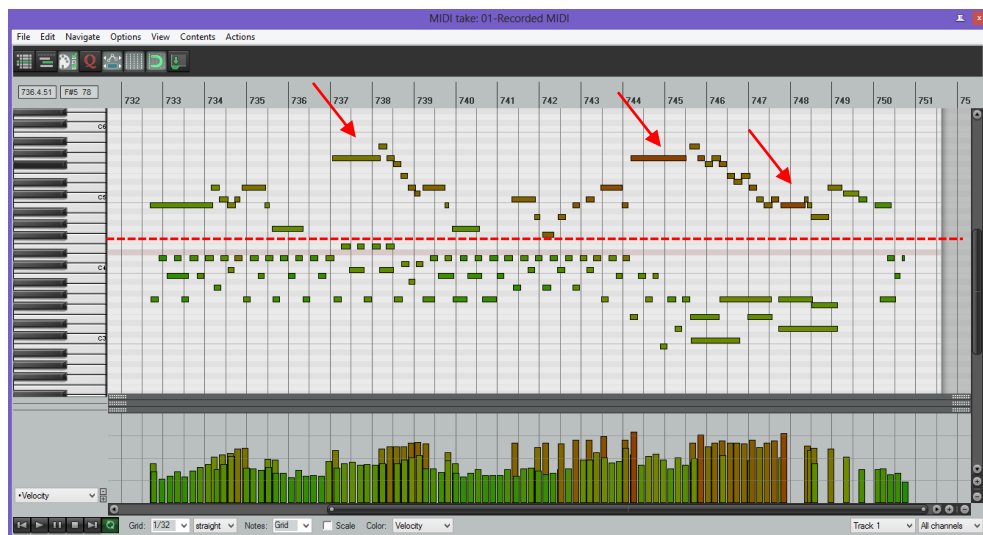 MIDI take: 01-Recorded MIDI
File Edit Navigate Options View Contents Actions
Q
736.4.51 F#5 78
732 733 734 735 736 737 738 739 740 741 742 743 744 745 746 747 748 749 750 751 75
C6
C5
C4
C3
•Velocity
Grid: 1/32 straight Notes: Grid Scale Color: Velocity Track 1 All channels